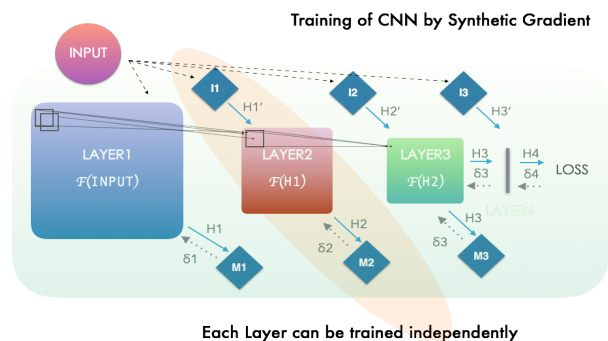 Training of CNN by Synthetic Gradient
INPUT
I1
I2
I3
H1′
H2′
H3′
LAYER1
F(INPUT)
LAYER2
F(H1)
LAYER3
F(H2)
H3
δ3
H4
δ4
LOSS
LAYER4
H1
δ1
M1
H2
δ2
M2
H3
δ3
M3
Each Layer can be trained independently